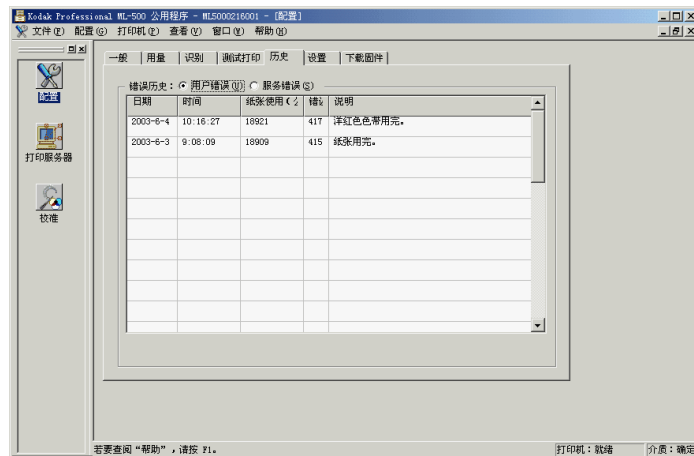 Kodak Professional ML-500 公用程序 - ML5000216001 - [配置]
文件(F) 配置(G) 打印机(P) 查看(V) 窗口(W) 帮助(H)
一般 用量 识别 测试打印 历史 设置 下载固件
配置
打印服务器
校准
错误历史: 用户错误(U) 服务错误(S)
日期 时间 纸张使用( 错 说明
2003-6-4 10:16:27 18921 417 洋红色色带用完。
2003-6-3 9:08:09 18909 415 纸张用完。
若要查阅“帮助”,请按 F1。 打印机:就绪 介质:确定